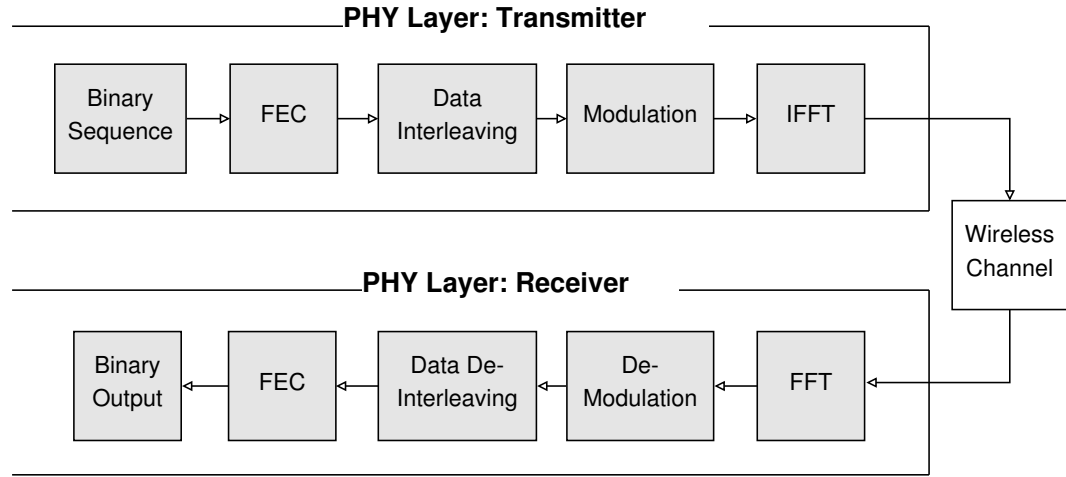 PHY Layer: Transmitter
Binary
Sequence
FEC
Data
Interleaving
Modulation
IFFT
Wireless
Channel
PHY Layer: Receiver
Binary
Output
FEC
Data De-
Interleaving
De-
Modulation
FFT